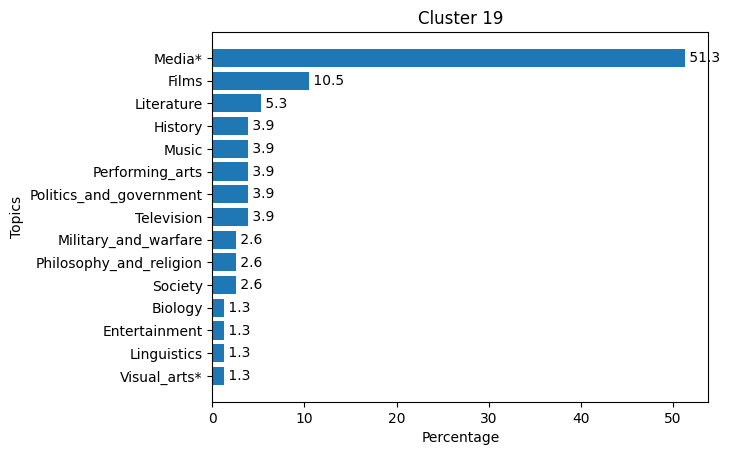 Cluster 19
Topics
Media* 51.3
Films 10.5
Literature 5.3
History 3.9
Music 3.9
Performing_arts 3.9
Politics_and_government 3.9
Television 3.9
Military_and_warfare 2.6
Philosophy_and_religion 2.6
Society 2.6
Biology 1.3
Entertainment 1.3
Linguistics 1.3
Visual_arts* 1.3
0 10 20 30 40 50
Percentage